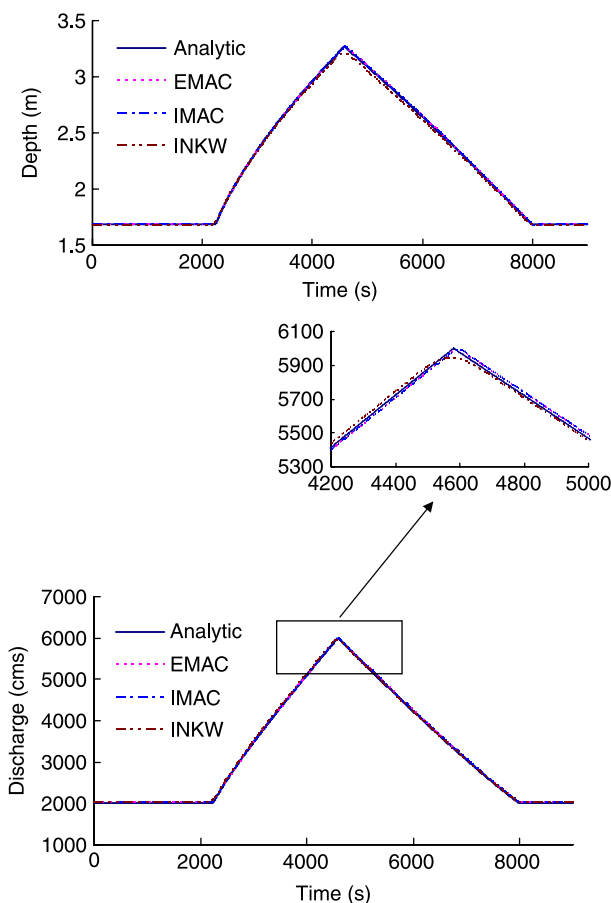 3.5
3
2.5
2
1.5
Depth (m)
Analytic
EMAC
IMAC
INKW
0 2000 4000 6000 8000
Time (s)
6100
5900
5700
5500
5300
4200 4400 4600 4800 5000
7000
6000
5000
4000
3000
2000
1000
Discharge (cms)
Analytic
EMAC
IMAC
INKW
0 2000 4000 6000 8000
Time (s)